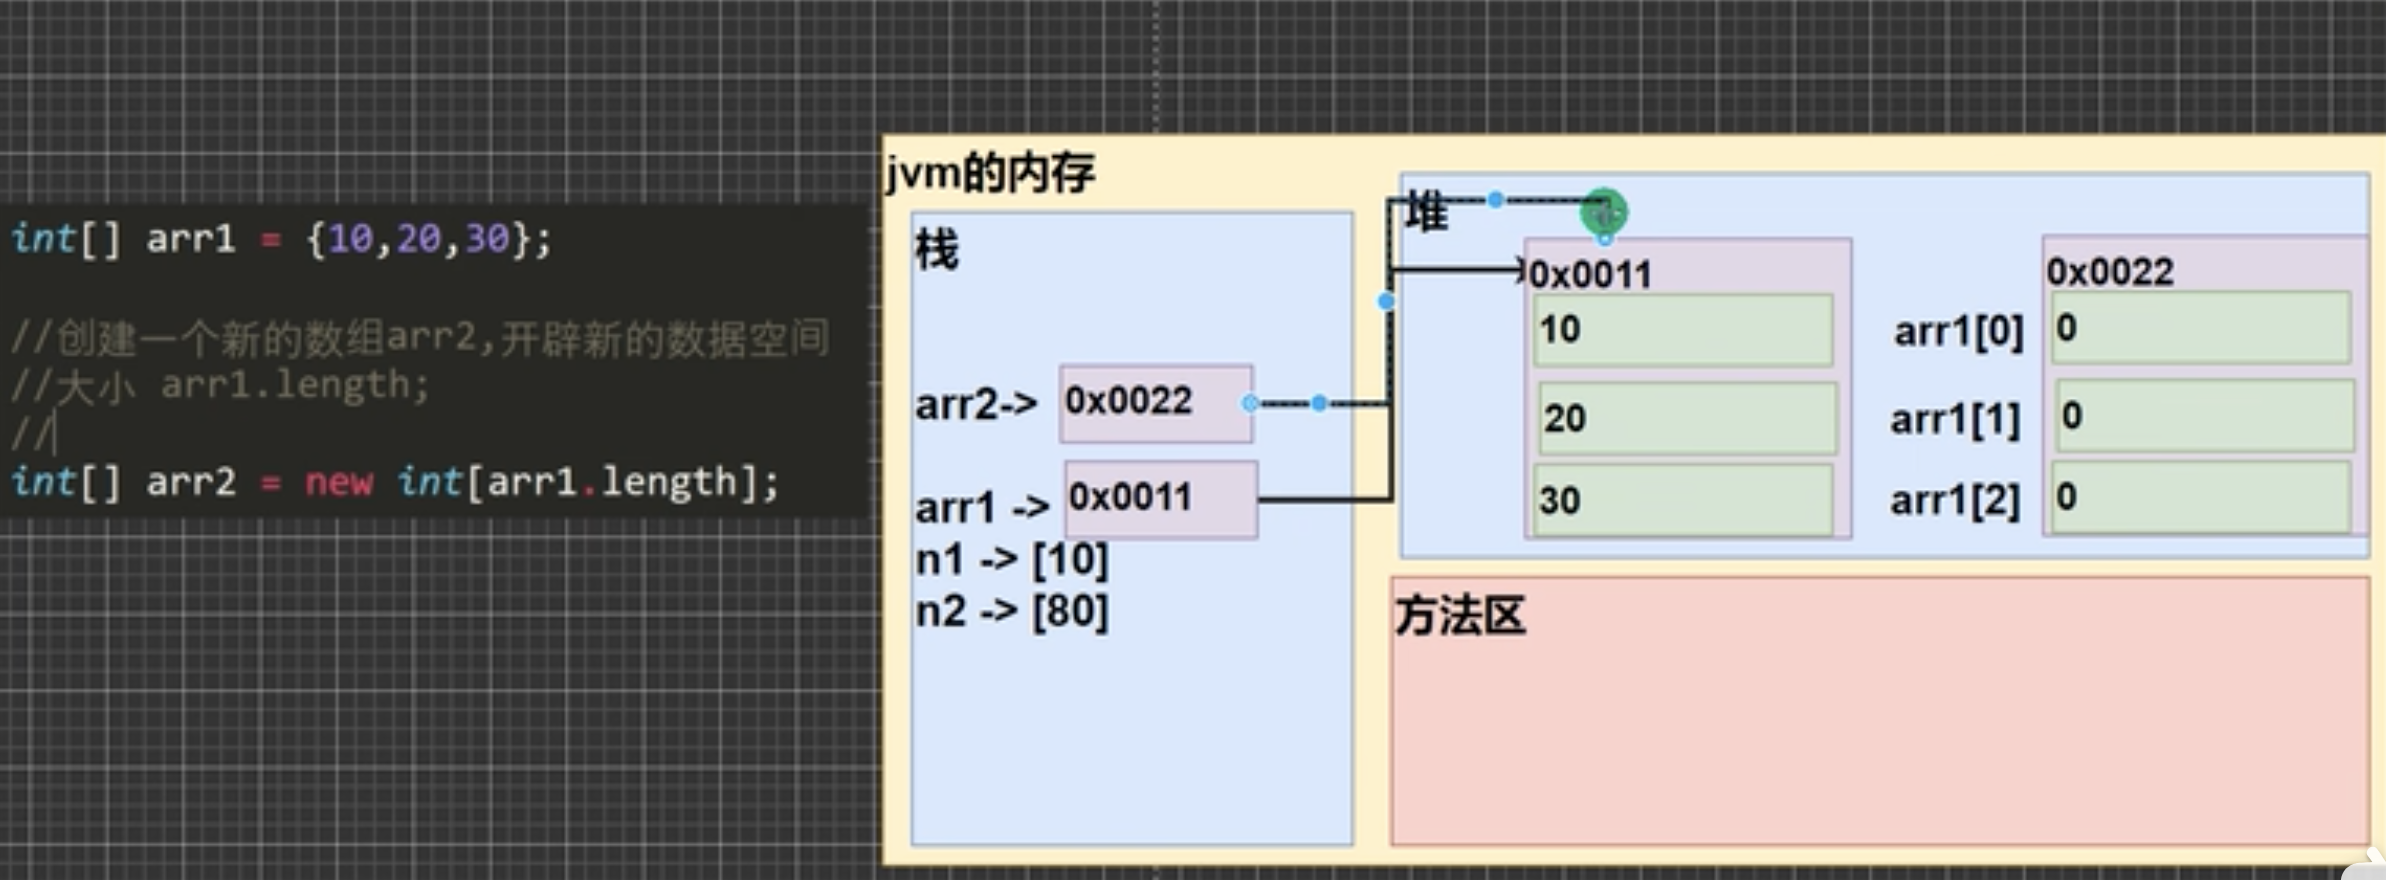 int[] arr1 = {10,20,30};
//创建一个新的数组arr2,开辟新的数据空间
//大小 arr1.length;
//
int[] arr2 = new int[arr1.length];
jvm的内存
栈
arr2-> 0x0022
arr1 -> 0x0011
n1 -> [10]
n2 -> [80]
堆
0x0011
10
20
30
arr1[0]
arr1[1]
arr1[2]
0x0022
0
0
0
方法区